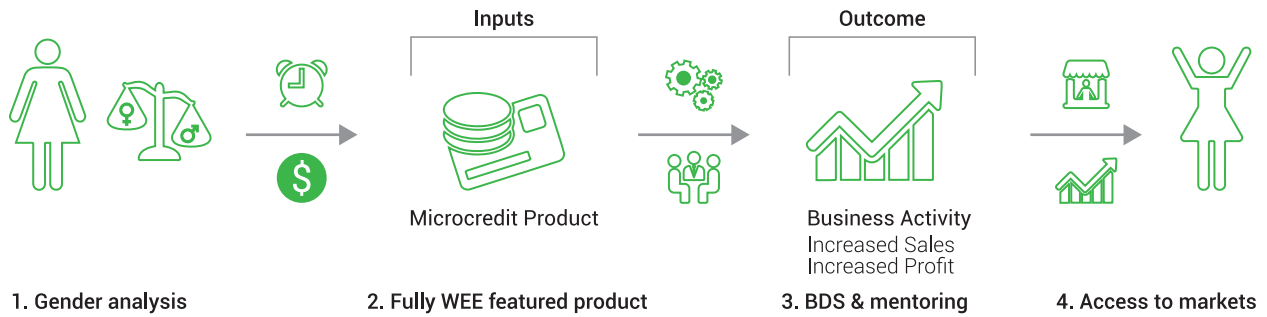 Inputs
Outcome
$
Microcredit Product
Business Activity
Increased Sales
Increased Profit
1. Gender analysis
2. Fully WEE featured product
3. BDS & mentoring
4. Access to markets